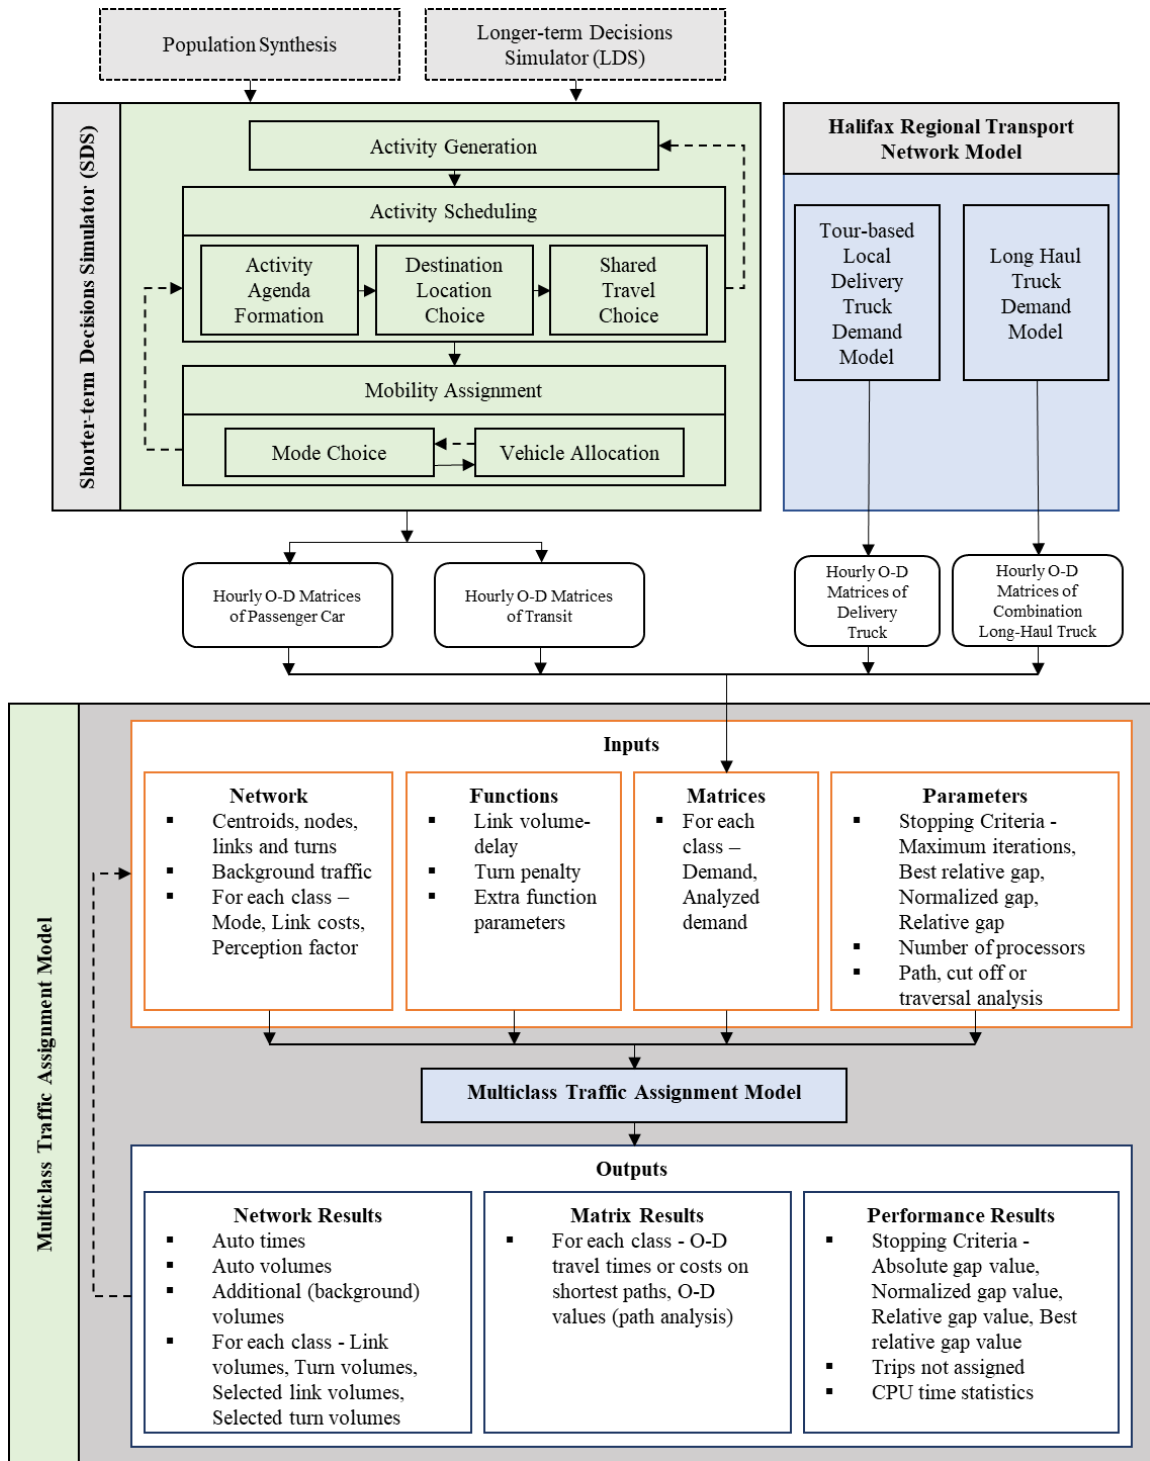 Population Synthesis
Longer-term Decisions
Simulator (LDS)
Shorter-term Decisions Simulator (SDS)
Activity Generation
Activity Scheduling
Activity
Agenda
Formation
Destination
Location
Choice
Shared
Travel
Choice
Mobility Assignment
Mode Choice
Vehicle Allocation
Halifax Regional Transport
Network Model
Tour-based
Local
Delivery
Truck
Demand
Model
Long Haul
Truck
Demand
Model
Hourly O-D Matrices
of Passenger Car
Hourly O-D Matrices
of Transit
Hourly O-D
Matrices of
Delivery
Truck
Hourly O-D
Matrices of
Combination
Long-Haul Truck
Multiclass Traffic Assignment Model
Inputs
Network
▪ Centroids, nodes,
links and turns
▪ Background traffic
▪ For each class –
Mode, Link costs,
Perception factor
Functions
▪ Link volume-
delay
▪ Turn penalty
▪ Extra function
parameters
Matrices
▪ For each
class –
Demand,
Analyzed
demand
Parameters
▪ Stopping Criteria -
Maximum iterations,
Best relative gap,
Normalized gap,
Relative gap
▪ Number of processors
▪ Path, cut off or
traversal analysis
Multiclass Traffic Assignment Model
Outputs
Network Results
▪ Auto times
▪ Auto volumes
▪ Additional (background)
volumes
▪ For each class - Link
volumes, Turn volumes,
Selected link volumes,
Selected turn volumes
Matrix Results
▪ For each class - O-D
travel times or costs on
shortest paths, O-D
values (path analysis)
Performance Results
▪ Stopping Criteria -
Absolute gap value,
Normalized gap value,
Relative gap value, Best
relative gap value
▪ Trips not assigned
▪ CPU time statistics